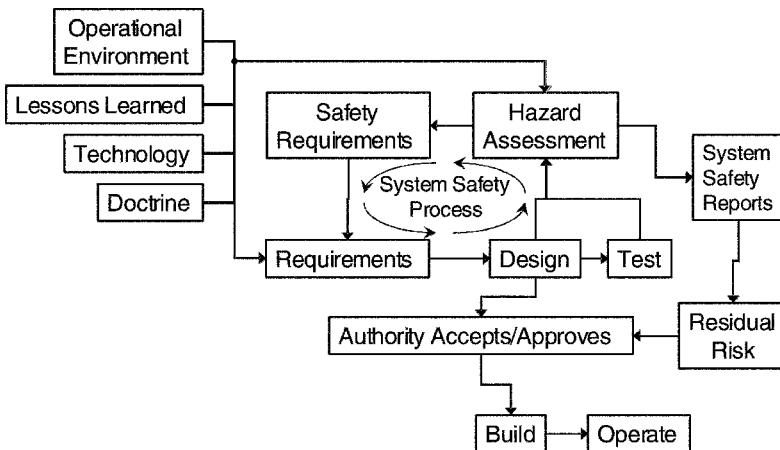 Operational
Environment
Lessons Learned
Technology
Doctrine
Safety
Requirements
Hazard
Assessment
System
Safety
Reports
System Safety
Process
Requirements
Design
Test
Authority Accepts/Approves
Residual
Risk
Build
Operate